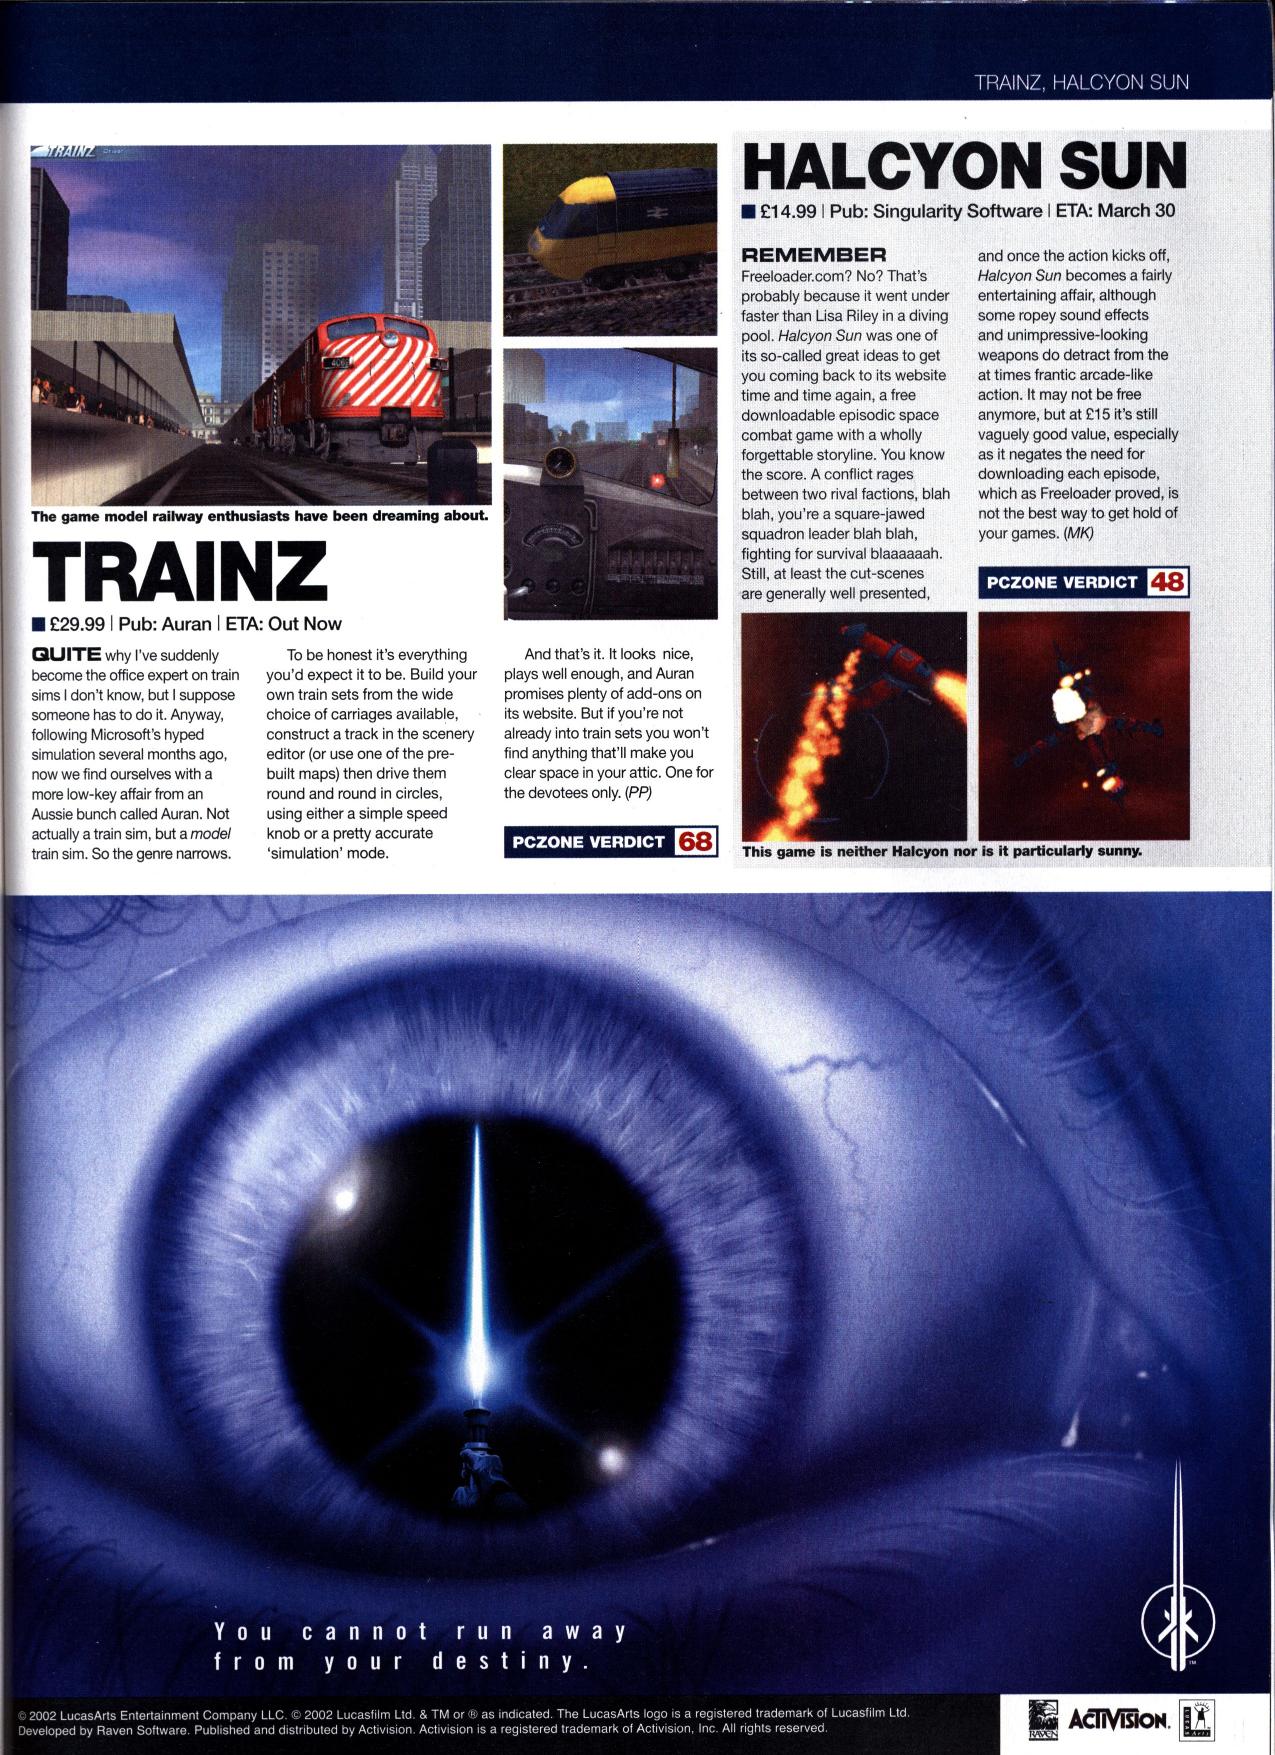 TRAINZ, HALCYON SUN
TRAINZ
The game model railway enthusiasts have been dreaming about.
TRAINZ
£29.99 | Pub: Auran | ETA: Out Now
QUITE why I've suddenly
become the office expert on train
sims I don't know, but I suppose
someone has to do it. Anyway,
following Microsoft's hyped
simulation several months ago,
now we find ourselves with a
more low-key affair from an
Aussie bunch called Auran. Not
actually a train sim, but a model
train sim. So the genre narrows.
To be honest it's everything
you'd expect it to be. Build your
own train sets from the wide
choice of carriages available,
construct a track in the scenery
editor (or use one of the pre-
built maps) then drive them
round and round in circles,
using either a simple speed
knob or a pretty accurate
'simulation' mode.
And that's it. It looks nice,
plays well enough, and Auran
promises plenty of add-ons on
its website. But if you're not
already into train sets you won't
find anything that'll make you
clear space in your attic. One for
the devotees only. (PP)
PCZONE VERDICT 68
HALCYON SUN
£14.99 | Pub: Singularity Software | ETA: March 30
REMEMBER
Freeloader.com? No? That's
probably because it went under
faster than Lisa Riley in a diving
pool. Halcyon Sun was one of
its so-called great ideas to get
you coming back to its website
time and time again, a free
downloadable episodic space
combat game with a wholly
forgettable storyline. You know
the score. A conflict rages
between two rival factions, blah
blah, you're a square-jawed
squadron leader blah blah,
fighting for survival blaaaaaah.
Still, at least the cut-scenes
are generally well presented,
and once the action kicks off,
Halcyon Sun becomes a fairly
entertaining affair, although
some ropey sound effects
and unimpressive-looking
weapons do detract from the
at times frantic arcade-like
action. It may not be free
anymore, but at £15 it's still
vaguely good value, especially
as it negates the need for
downloading each episode,
which as Freeloader proved, is
not the best way to get hold of
your games. (MK)
PCZONE VERDICT 48
This game is neither Halcyon nor is it particularly sunny.
You cannot run away
from your destiny.
TM
© 2002 LucasArts Entertainment Company LLC. © 2002 Lucasfilm Ltd. & TM or ® as indicated. The LucasArts logo is a registered trademark of Lucasfilm Ltd.
Developed by Raven Software. Published and distributed by Activision. Activision is a registered trademark of Activision, Inc. All rights reserved.
RAVEN
ACTIVISION.
LUCAS
Arts